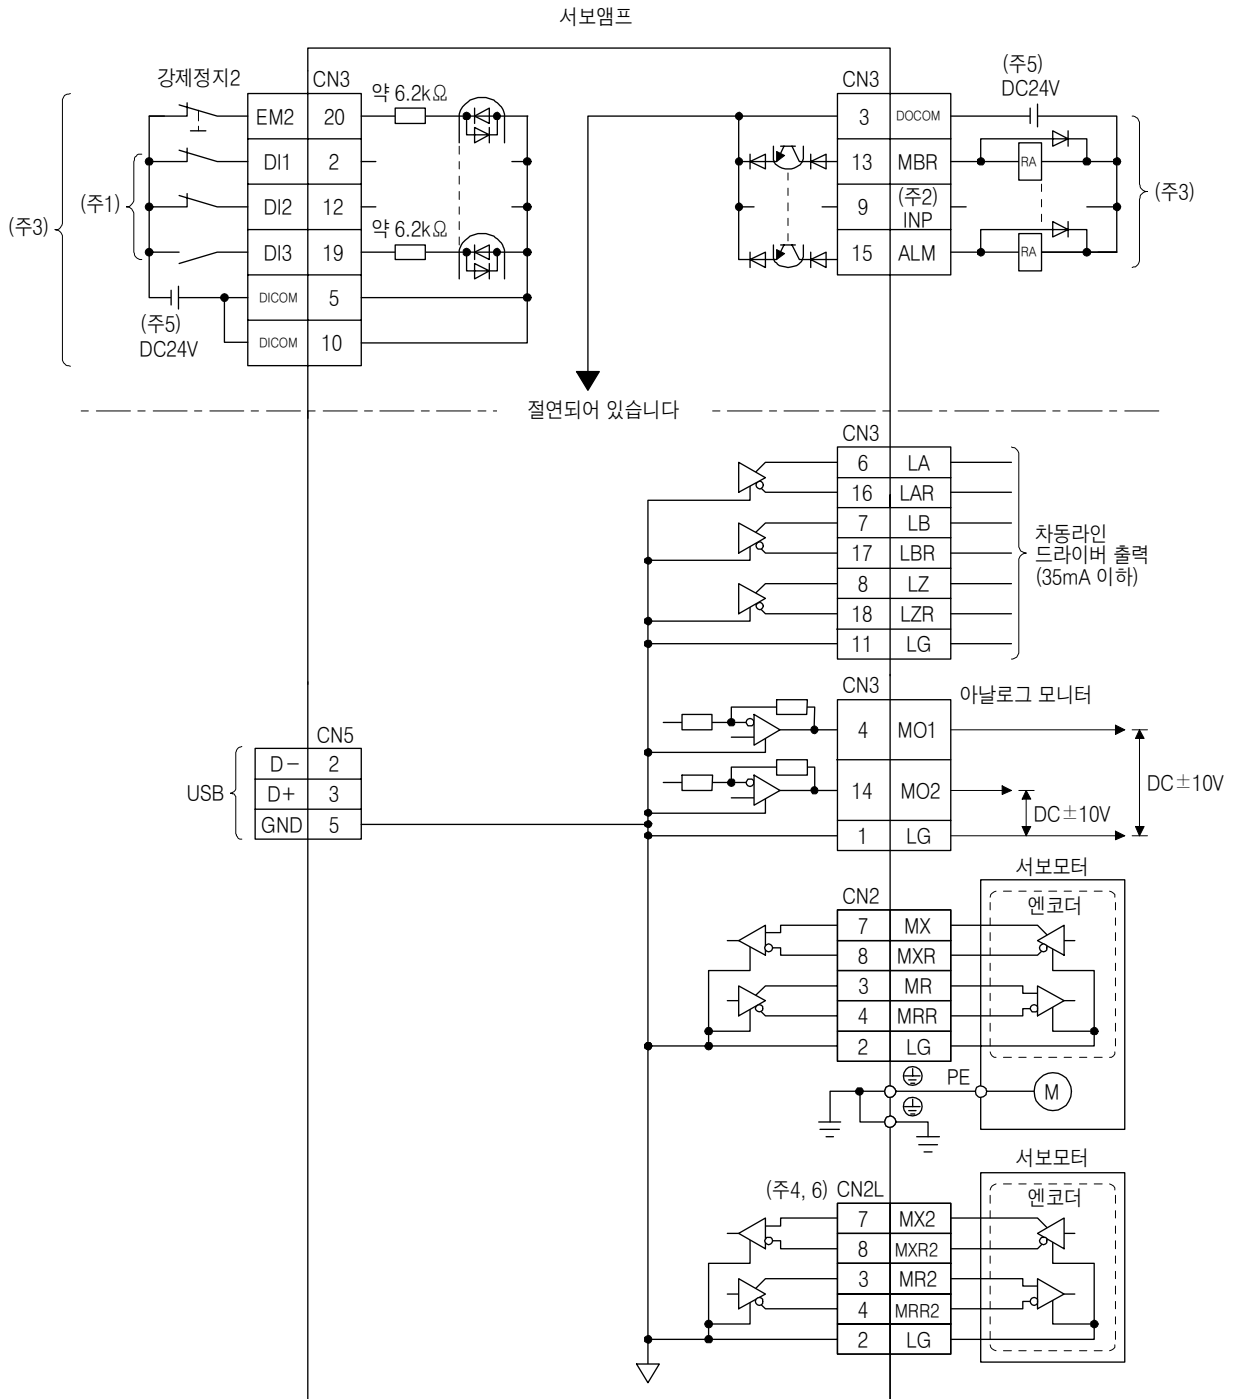 서보앰프
강제정지2
CN3
약 6.2kΩ
EM2 20
DI1 2
(주1)
DI2 12
(주3)
약 6.2kΩ
DI3 19
DICOM 5
(주5)
DC24V
DICOM 10
CN3
(주5)
DC24V
3 DOCOM
13 MBR
RA
9 (주2)
INP
(주3)
15 ALM
RA
절연되어 있습니다
CN3
6 LA
16 LAR
7 LB
17 LBR
8 LZ
18 LZR
11 LG
차동라인
드라이버 출력
(35mA 이하)
CN3
아날로그 모니터
4 MO1
14 MO2
1 LG
DC±10V
DC±10V
CN5
USB
D− 2
D+ 3
GND 5
서보모터
엔코더
CN2
7 MX
8 MXR
3 MR
4 MRR
2 LG
PE
M
서보모터
엔코더
(주4, 6) CN2L
7 MX2
8 MXR2
3 MR2
4 MRR2
2 LG